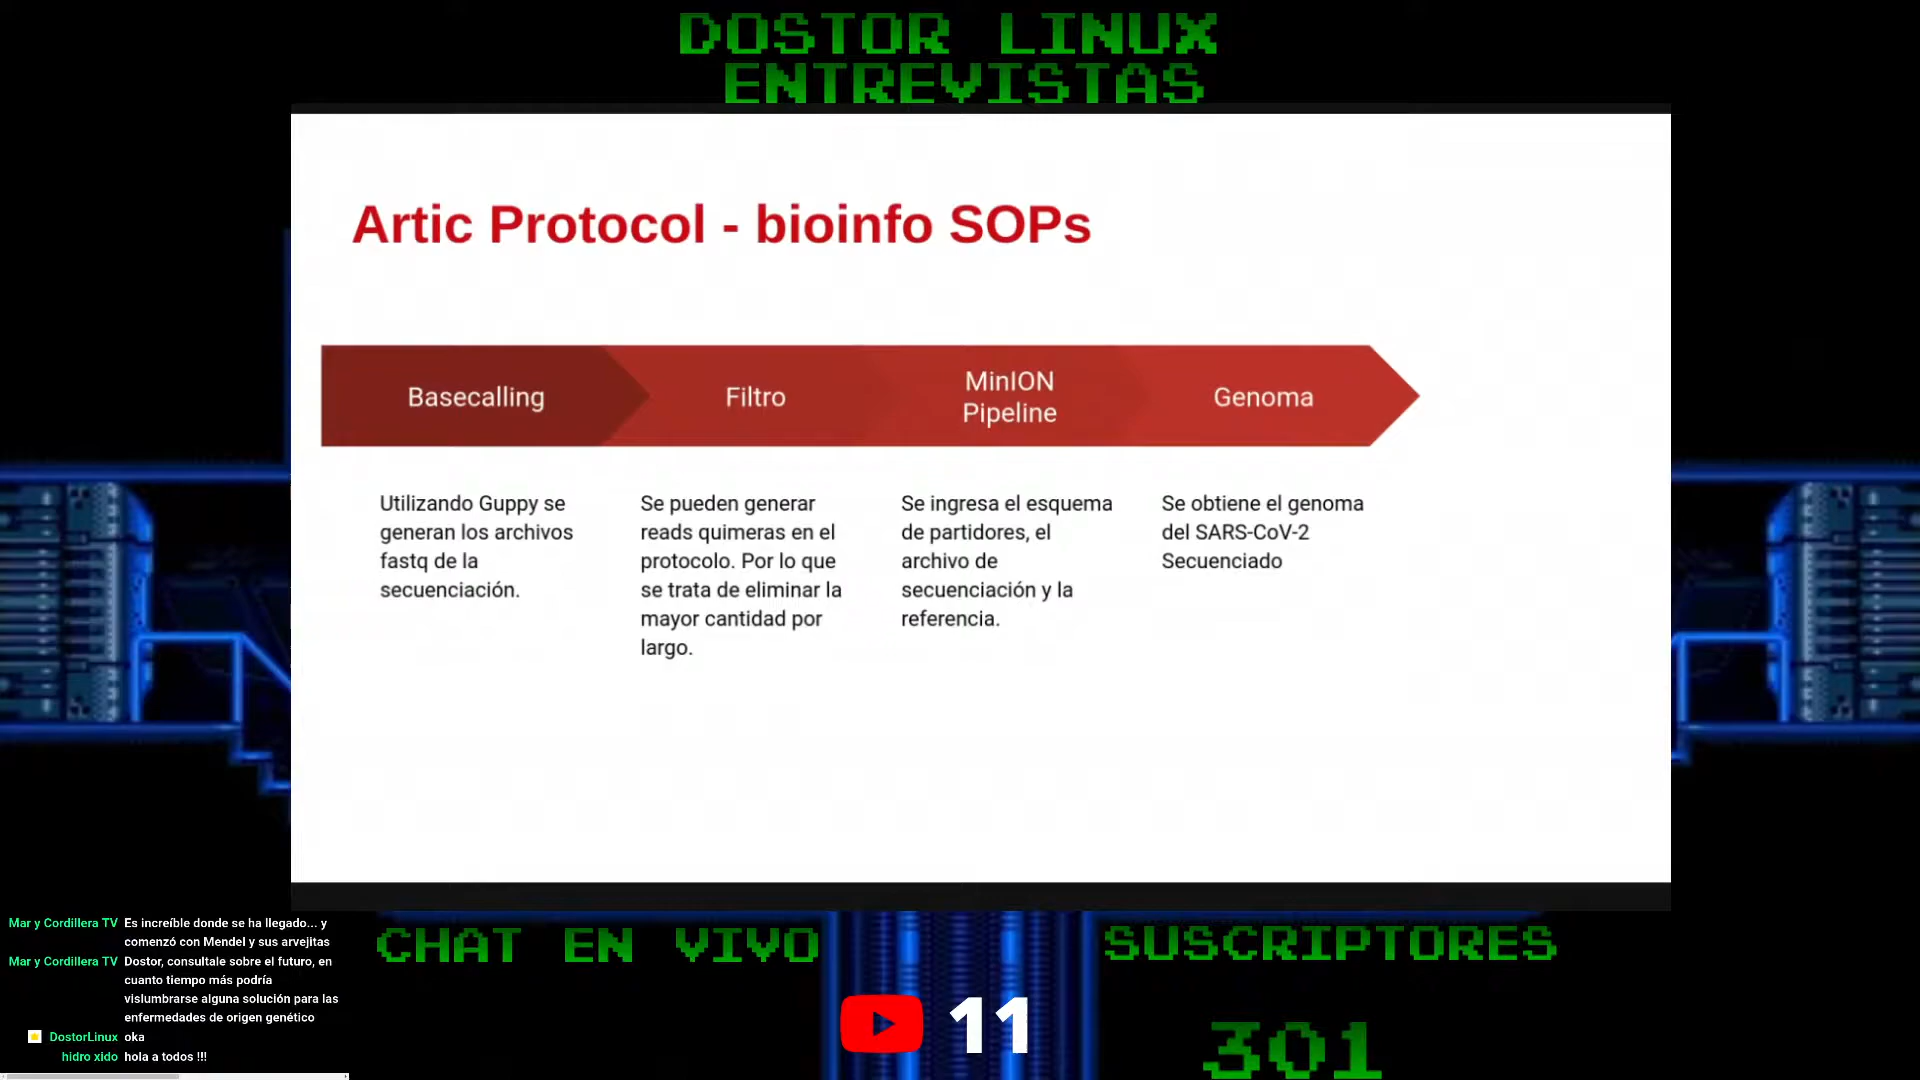 DOSTOR LINUX
ENTREVISTAS
Artic Protocol - bioinfo SOPs
Basecalling
Filtro
MinION
Pipeline
Genoma
Utilizando Guppy se
generan los archivos
fastq de la
secuenciación.
Se pueden generar
reads quimeras en el
protocolo. Por lo que
se trata de eliminar la
mayor cantidad por
largo.
Se ingresa el esquema
de partidores, el
archivo de
secuenciación y la
referencia.
Se obtiene el genoma
del SARS-CoV-2
Secuenciado
Mar y Cordillera TV Es increíble donde se ha llegado... y
comenzó con Mendel y sus arvejitas
Mar y Cordillera TV Dostor, consultale sobre el futuro, en
cuanto tiempo más podría
vislumbrarse alguna solución para las
enfermedades de origen genético
DostorLinux oka
hidro xido hola a todos !!!
CHAT EN VIVO
11
SUSCRIPTORES
301